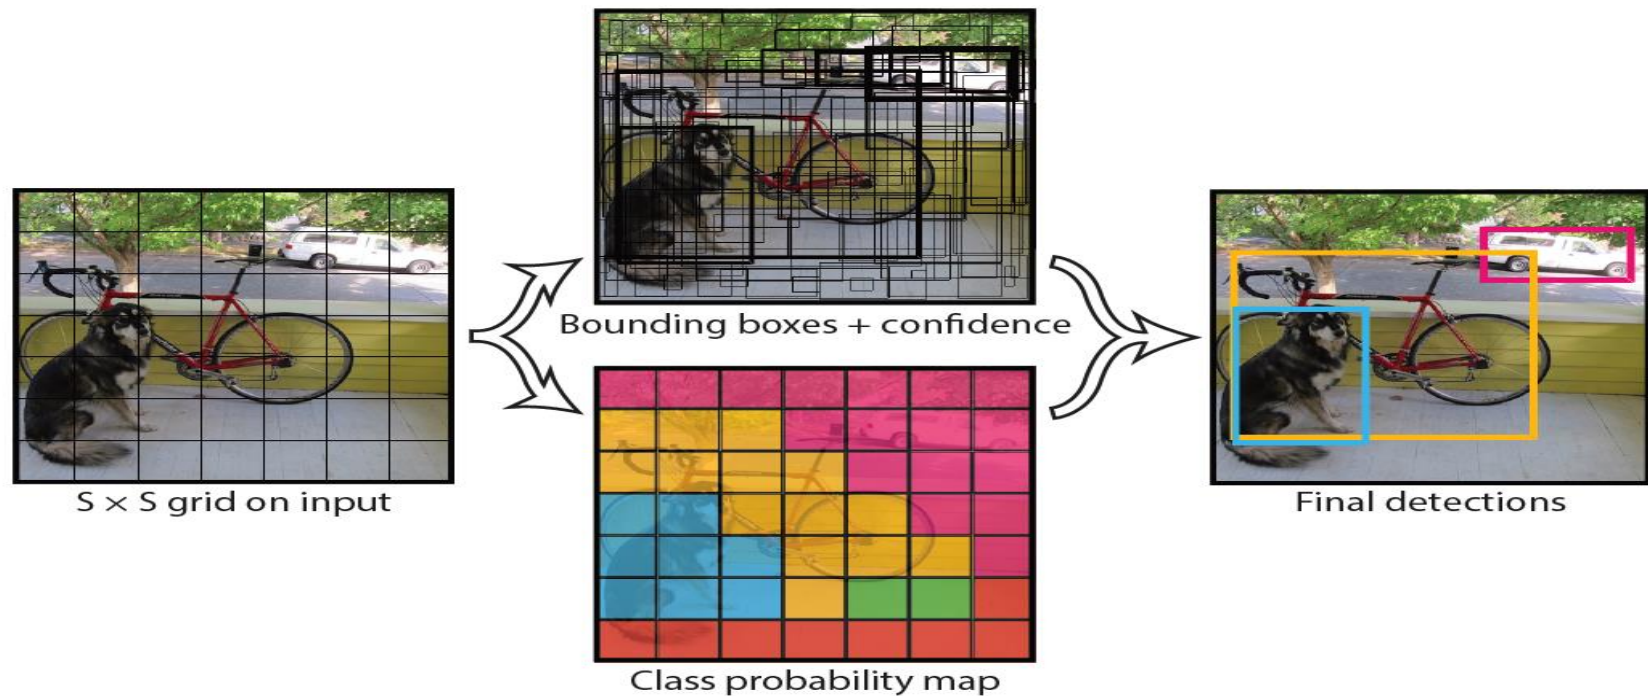 Bounding boxes + confidence
S × S grid on input
Final detections
Class probability map